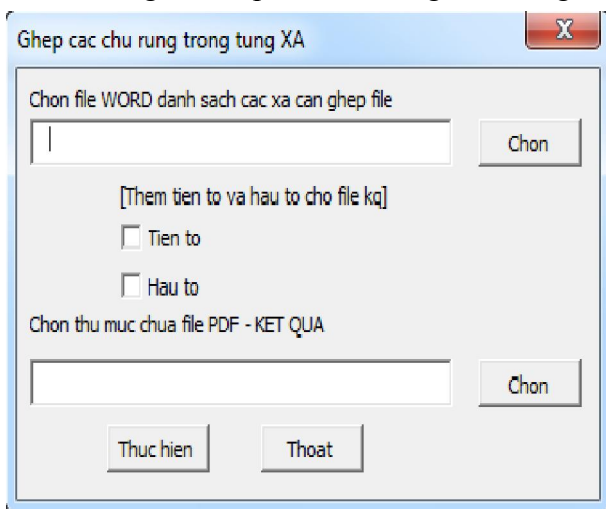 Ghep cac chu rung trong tung XA
X
Chon file WORD danh sach cac xa can ghep file
Chon
[Them tien to va hau to cho file kq]
Tien to
Hau to
Chon thu muc chua file PDF - KET QUA
Chon
Thuc hien
Thoat